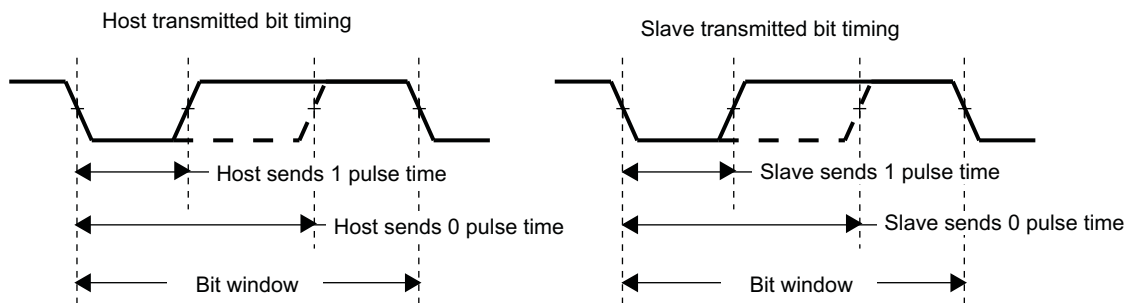 Host transmitted bit timing
Host sends 1 pulse time
Host sends 0 pulse time
Bit window
Slave transmitted bit timing
Slave sends 1 pulse time
Slave sends 0 pulse time
Bit window